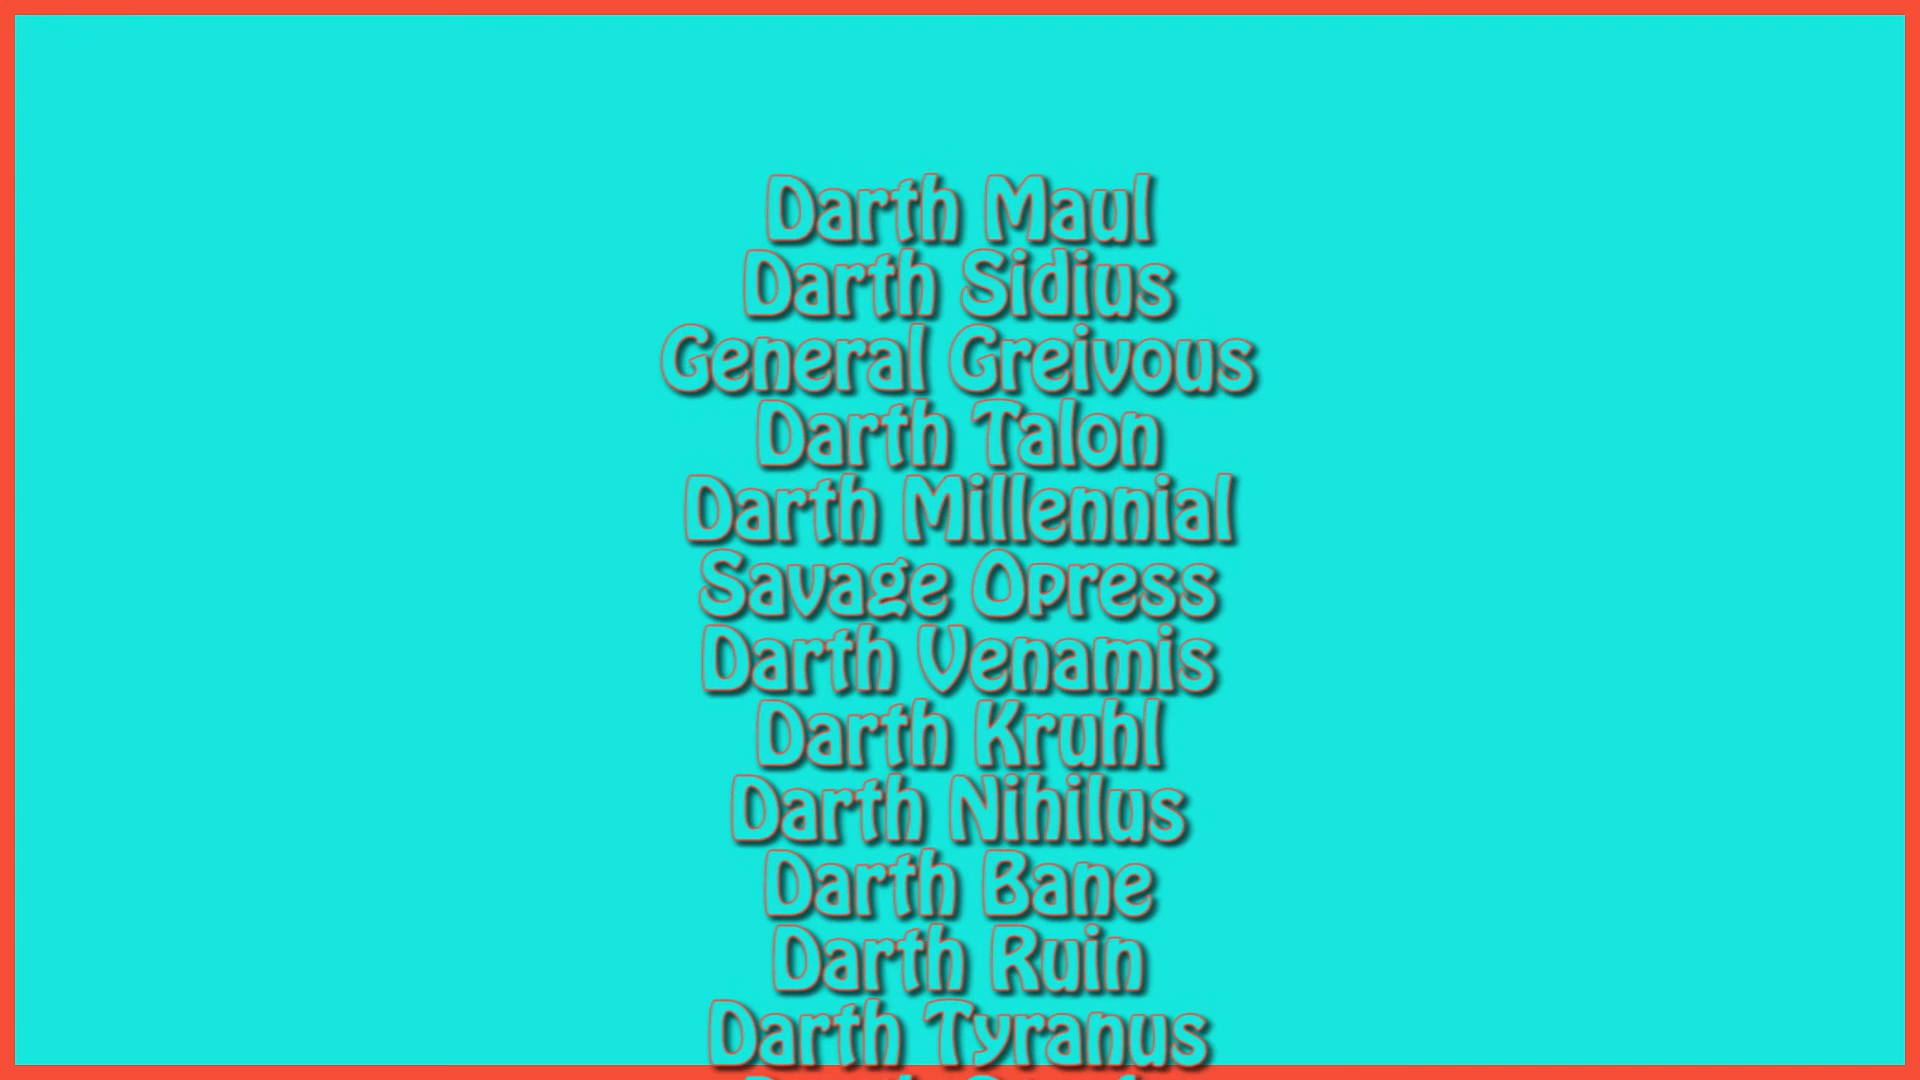 Darth Maul
Darth Sidius
General Greivous
Darth Talon
Darth Millennial
Savage Opress
Darth Venamis
Darth Kruhl
Darth Nihilus
Darth Bane
Darth Ruin
Darth Tyranus